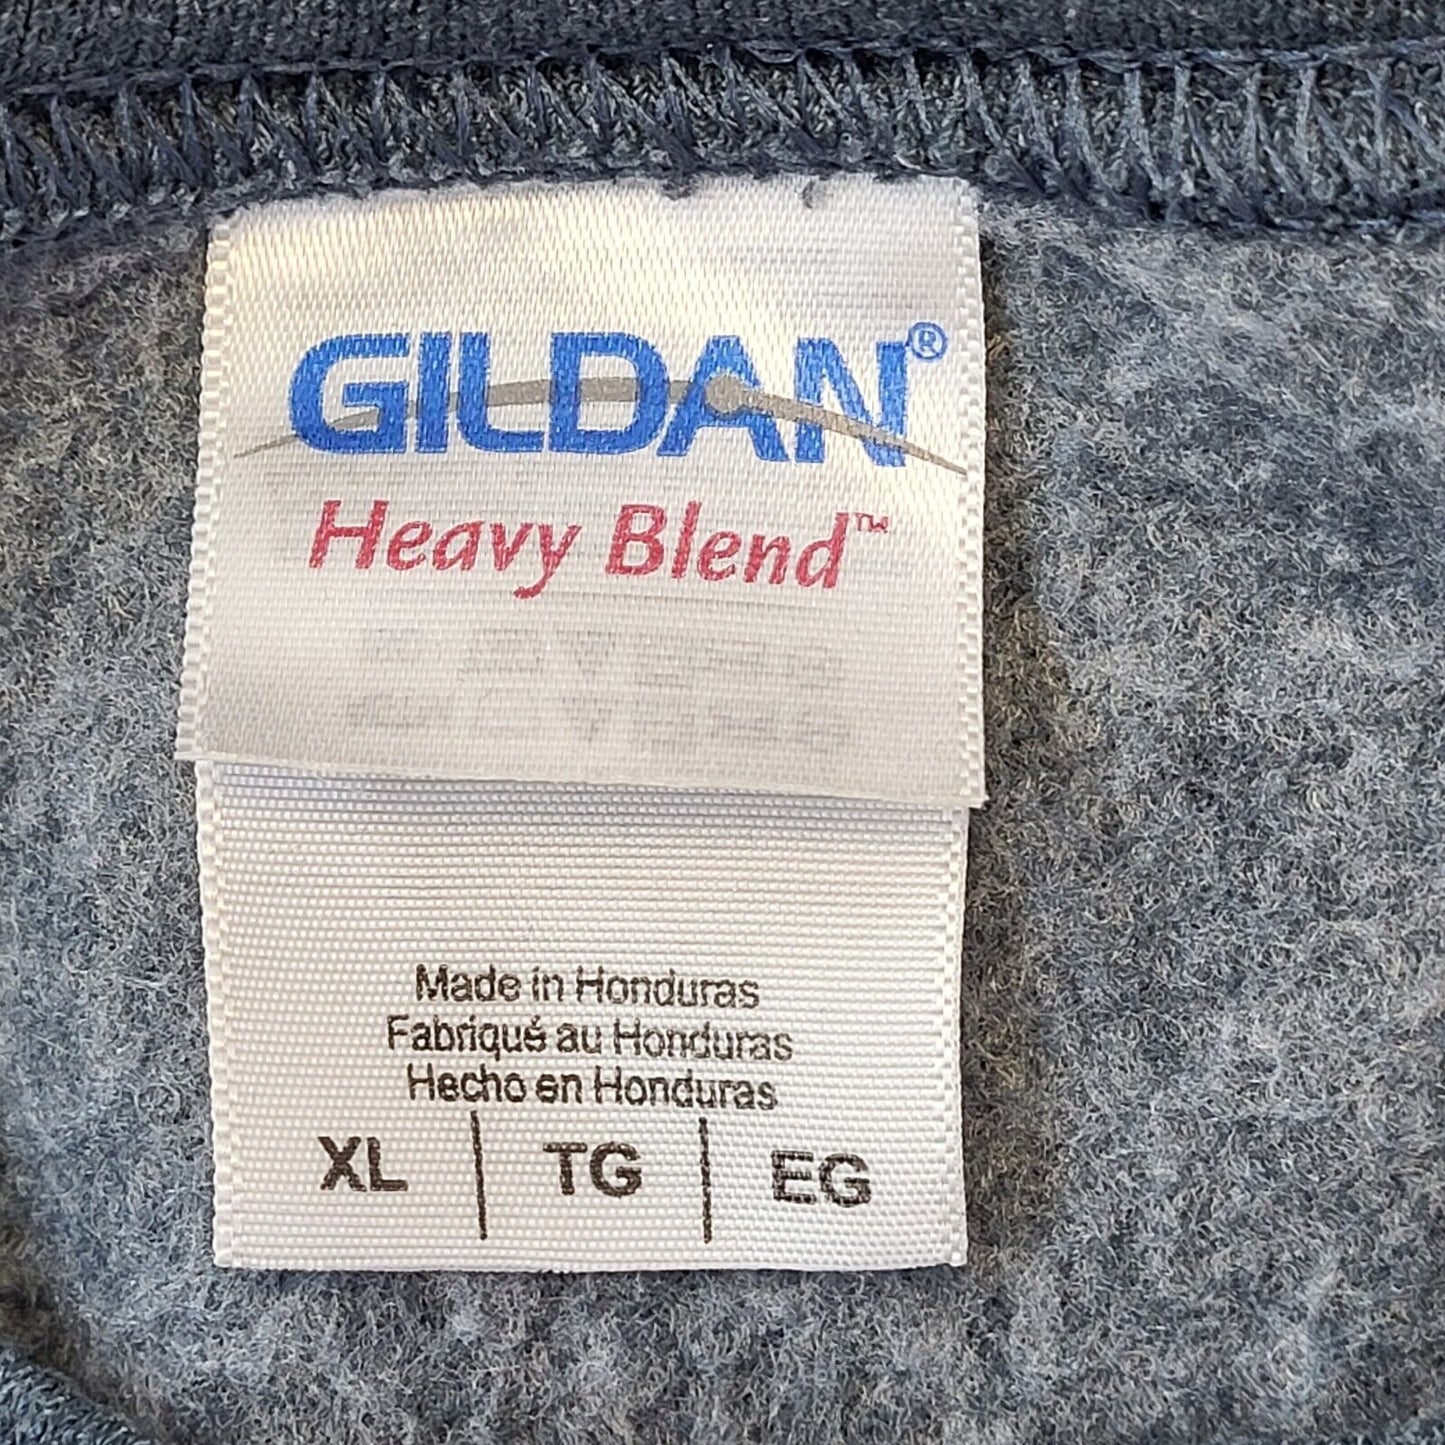 GILDAN®
Heavy Blend™
Made in Honduras
Fabriqué au Honduras
Hecho en Honduras
XL | TG | EG